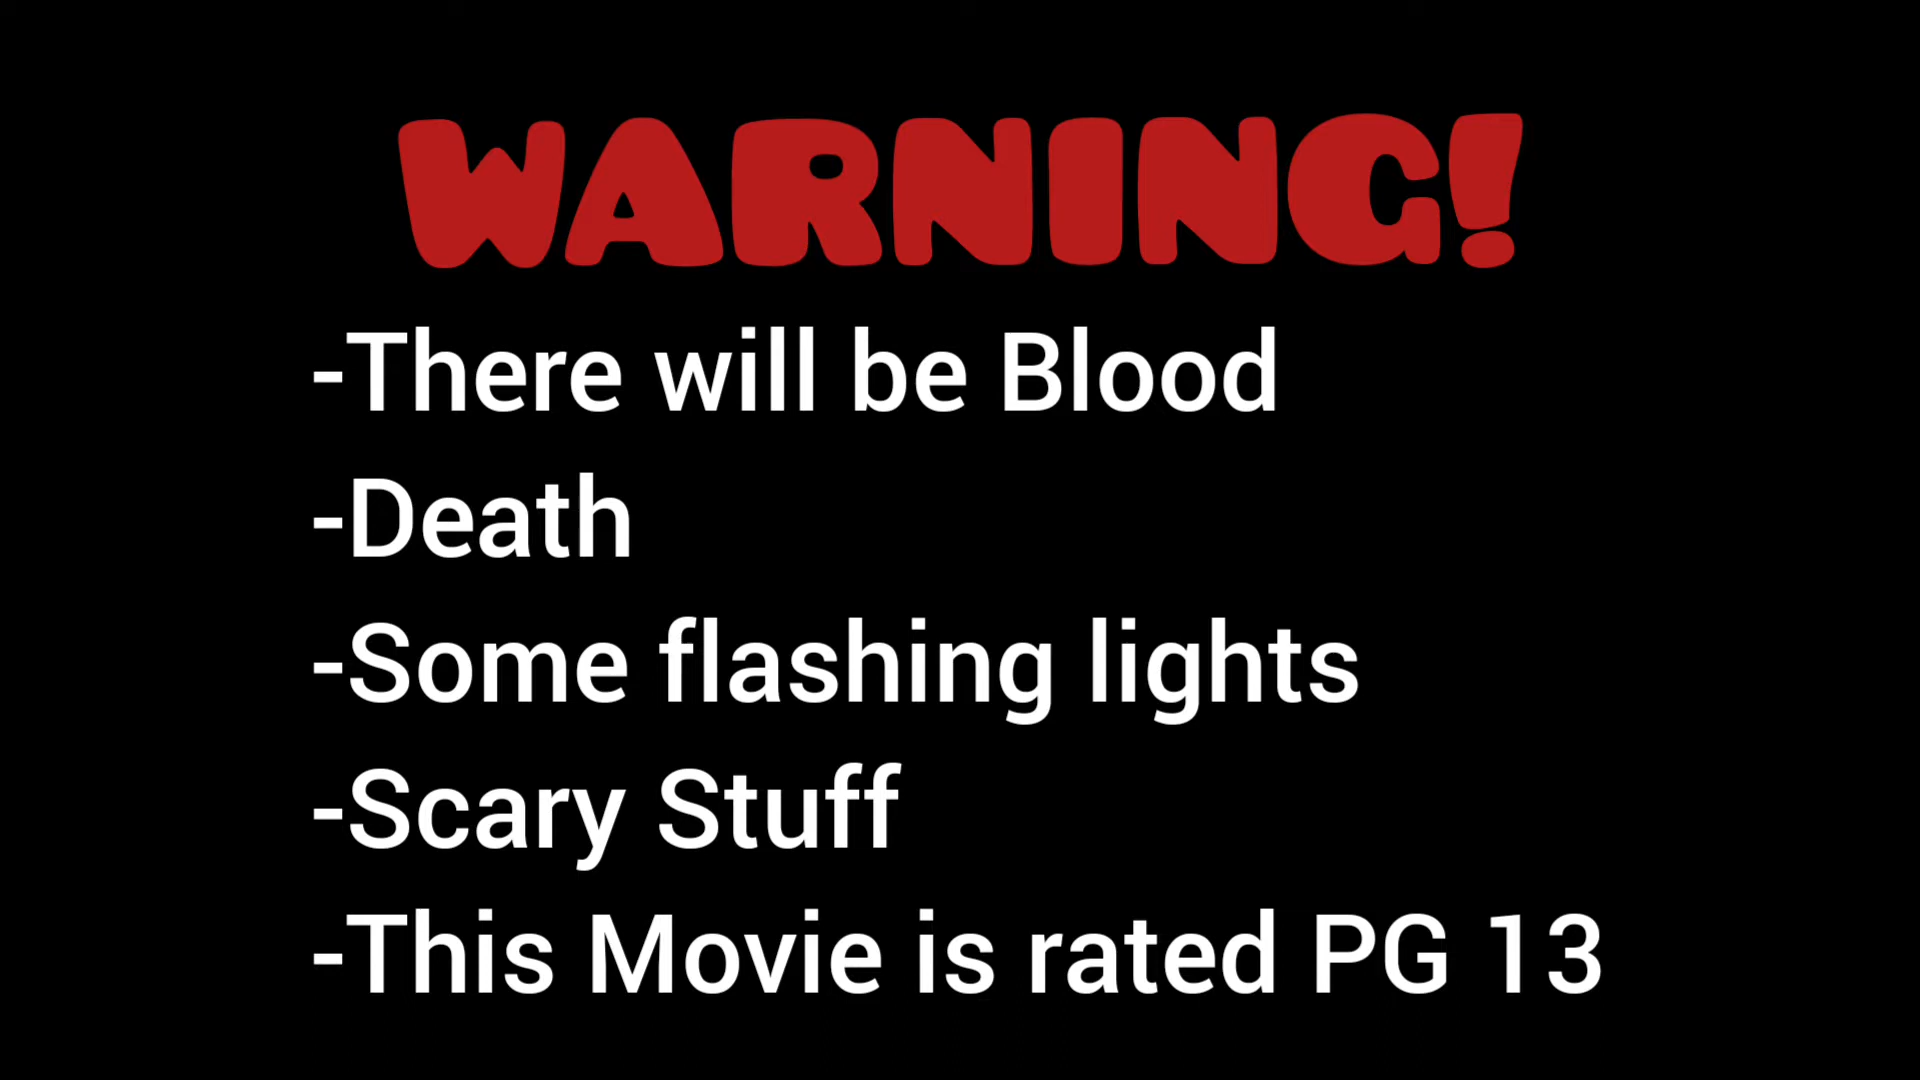 WARNING!
-There will be Blood
-Death
-Some flashing lights
-Scary Stuff
-This Movie is rated PG 13